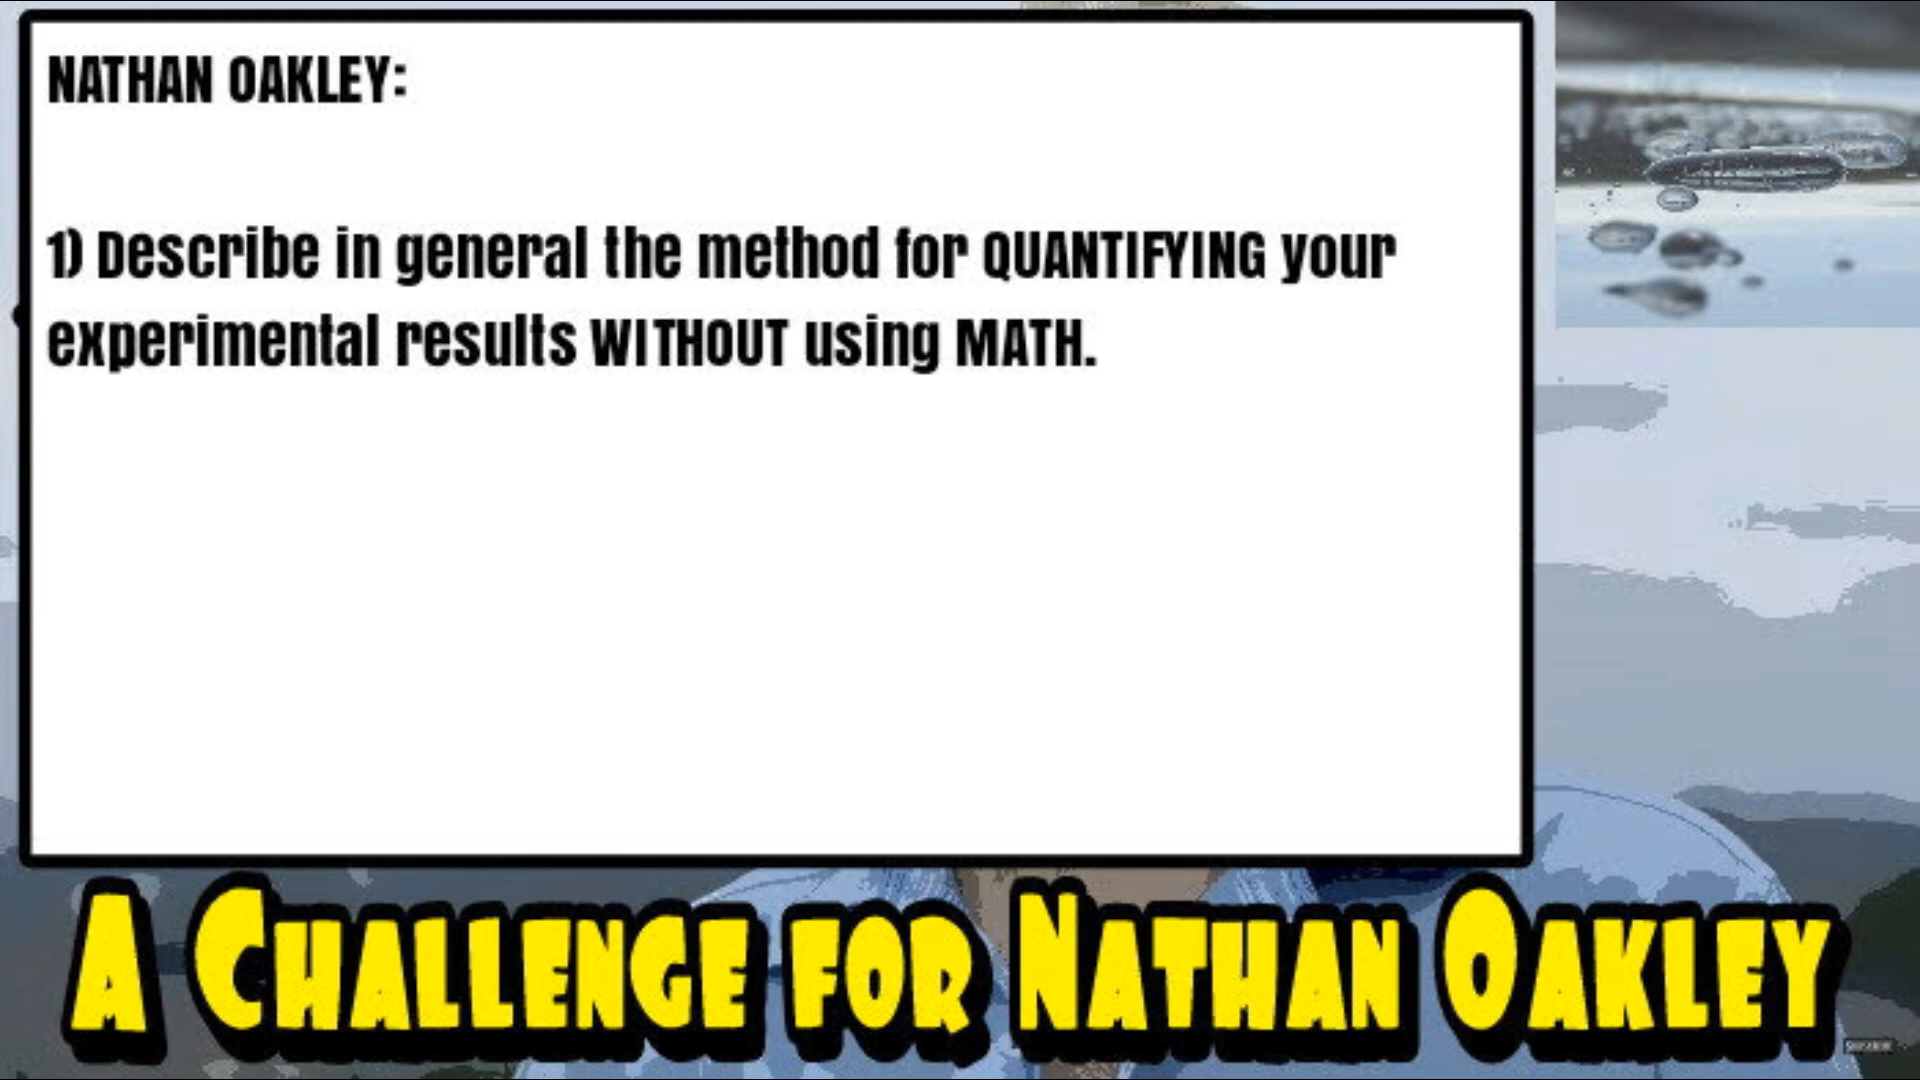 NATHAN OAKLEY:
1) Describe in general the method for QUANTIFYING your
experimental results WITHOUT using MATH.
A CHALLENGE FOR NATHAN OAKLEY